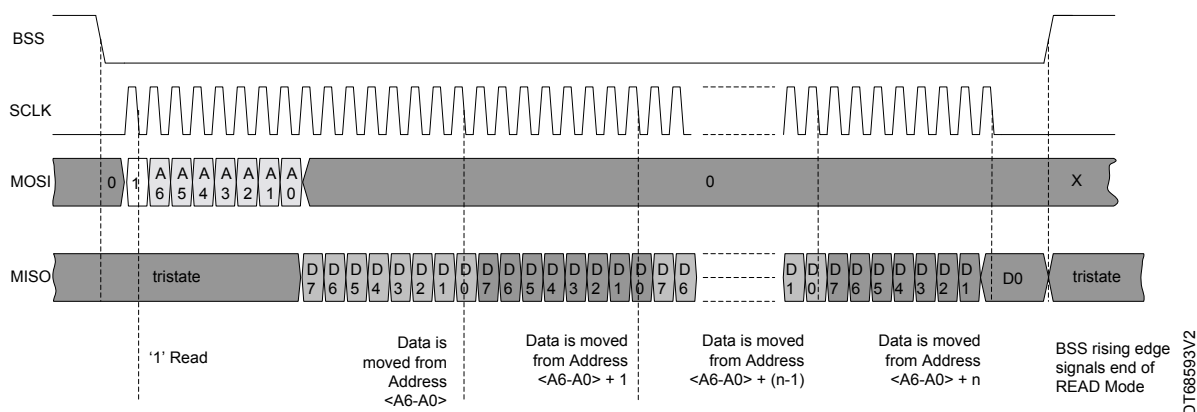 BSS
SCLK
MOSI
0
1
A
6
A
5
A
4
A
3
A
2
A
1
A
0
0
X
MISO
tristate
D
7
D
6
D
5
D
4
D
3
D
2
D
1
D
0
D
7
D
6
D
5
D
4
D
3
D
2
D
1
D
0
D
7
D
6
D
1
D
0
D
7
D
6
D
5
D
4
D
3
D
2
D
1
D0
tristate
‘1’ Read
Data is
moved from
Address
<A6-A0>
Data is moved
from Address
<A6-A0> + 1
Data is moved
from Address
<A6-A0> + (n-1)
Data is moved
from Address
<A6-A0> + n
BSS rising edge
signals end of
READ Mode
DT68593V2